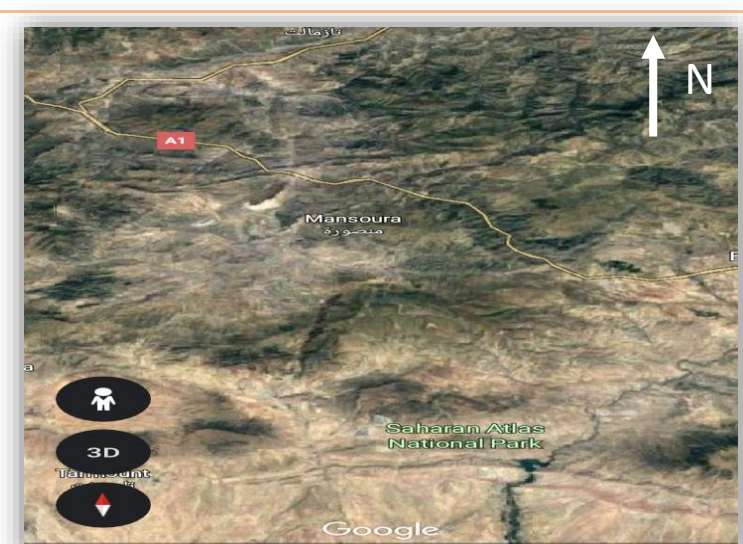 تازمالت
N
A1
Mansoura
منصورة
F
a
Saharan Atlas
National Park
3D
Google